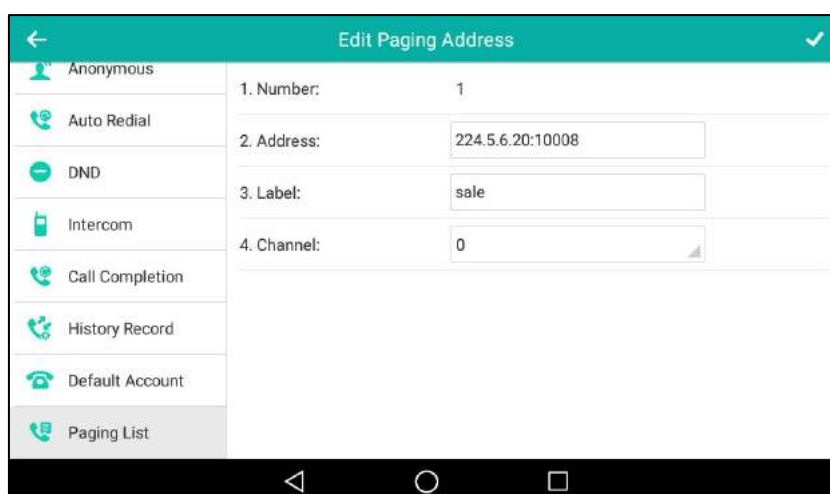 Edit Paging Address
Anonymous
Auto Redial
DND
Intercom
Call Completion
History Record
Default Account
Paging List
1. Number: 1
2. Address: 224.5.6.20:10008
3. Label: sale
4. Channel: 0